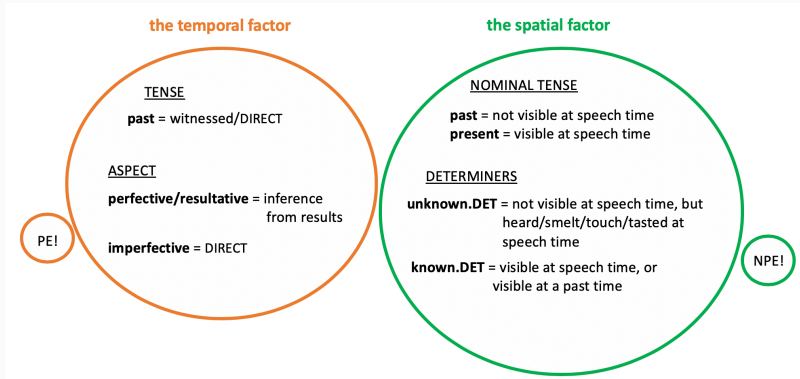 the temporal factor
TENSE
past = witnessed/DIRECT
ASPECT
perfective/resultative = inference
from results
imperfective = DIRECT
PE!
the spatial factor
NOMINAL TENSE
past = not visible at speech time
present = visible at speech time
DETERMINERS
unknown.DET = not visible at speech time, but
heard/smelt/touch/tasted at
speech time
known.DET = visible at speech time, or
visible at a past time
NPE!